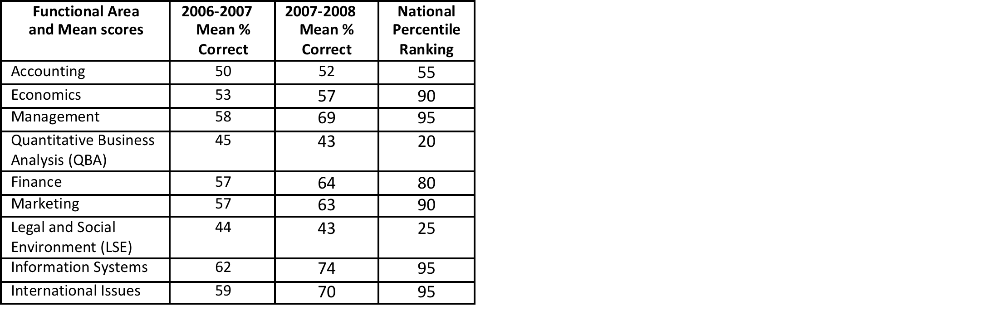 Functional Area and Mean scores 2006-2007 Mean % Correct 2007-2008 Mean % Correct National Percentile Ranking
Accounting 50 52 55
Economics 53 57 90
Management 58 69 95
Quantitative Business Analysis (QBA) 45 43 20
Finance 57 64 80
Marketing 57 63 90
Legal and Social Environment (LSE) 44 43 25
Information Systems 62 74 95
International Issues 59 70 95